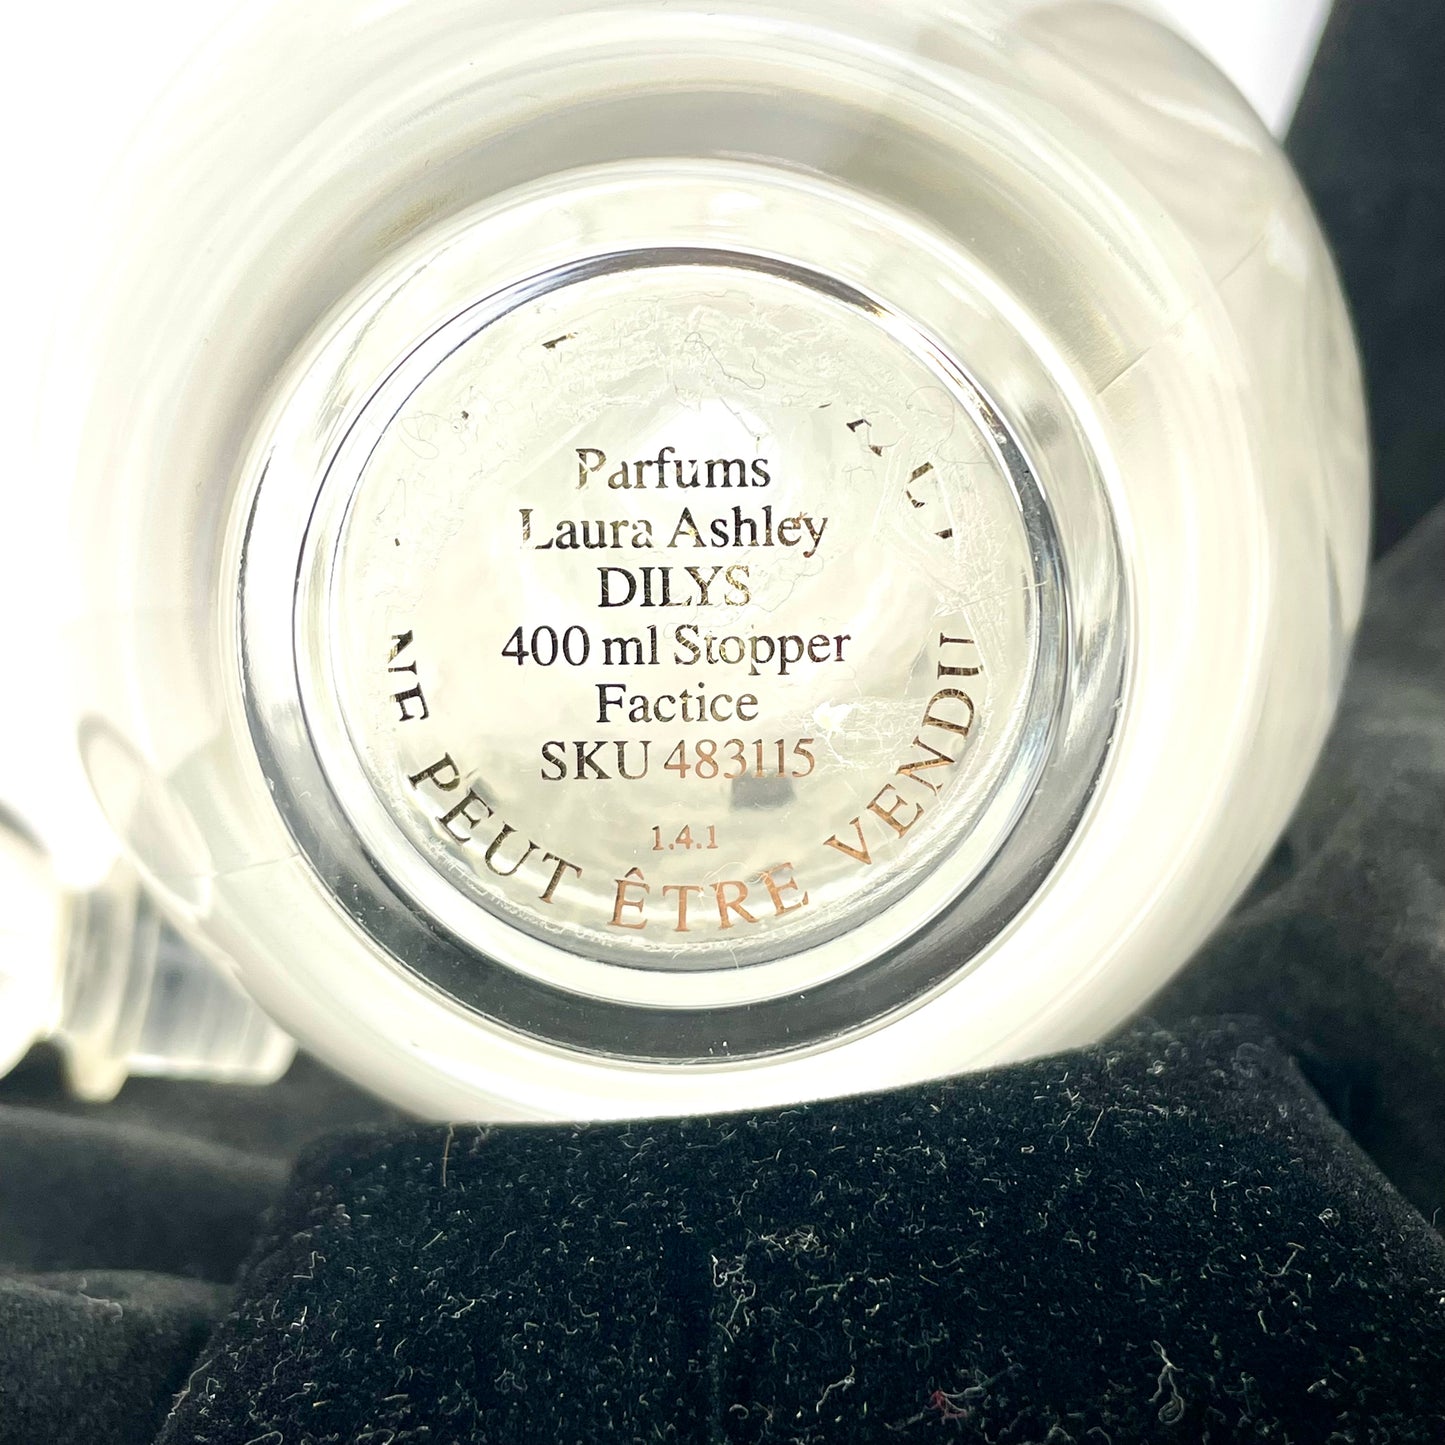 Parfums
Laura Ashley
DILYS
400 ml Stopper
Factice
SKU 483115
1.4.1
NE PEUT ÊTRE VENDU